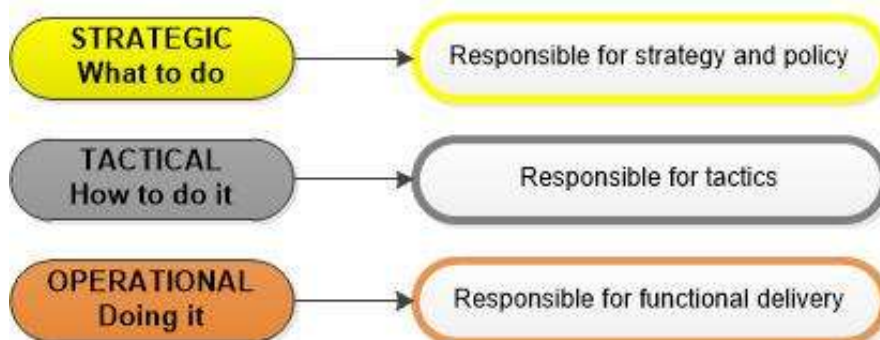 STRATEGIC
What to do
Responsible for strategy and policy
TACTICAL
How to do it
Responsible for tactics
OPERATIONAL
Doing it
Responsible for functional delivery